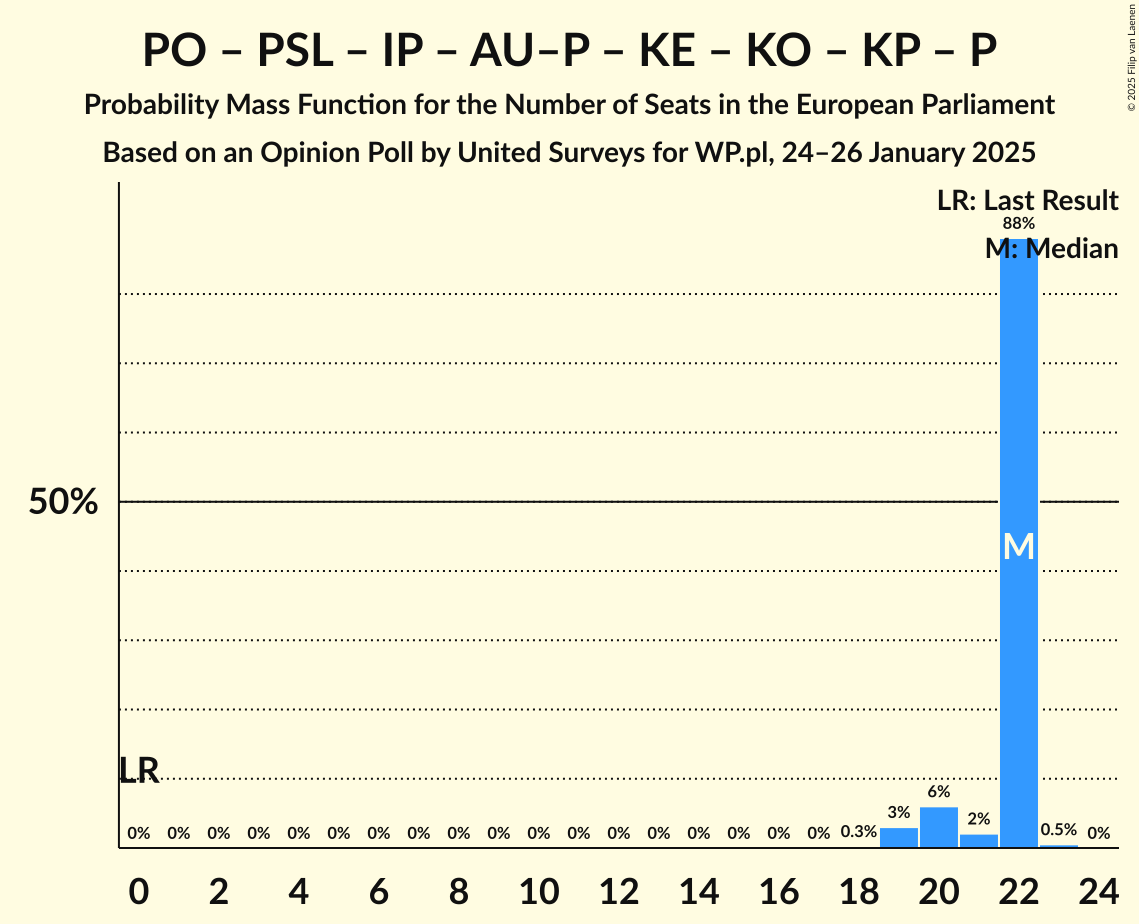 PO – PSL – IP – AU–P – KE – KO – KP – P
Probability Mass Function for the Number of Seats in the European Parliament
Based on an Opinion Poll by United Surveys for WP.pl, 24–26 January 2025
© 2025 Filip van Laenen
LR: Last Result
88%
M: Median
50%
M
LR
0% 0% 0% 0% 0% 0% 0% 0% 0% 0% 0% 0% 0% 0% 0% 0% 0% 0% 0.3% 3% 6% 2% 0.5% 0%
0 2 4 6 8 10 12 14 16 18 20 22 24